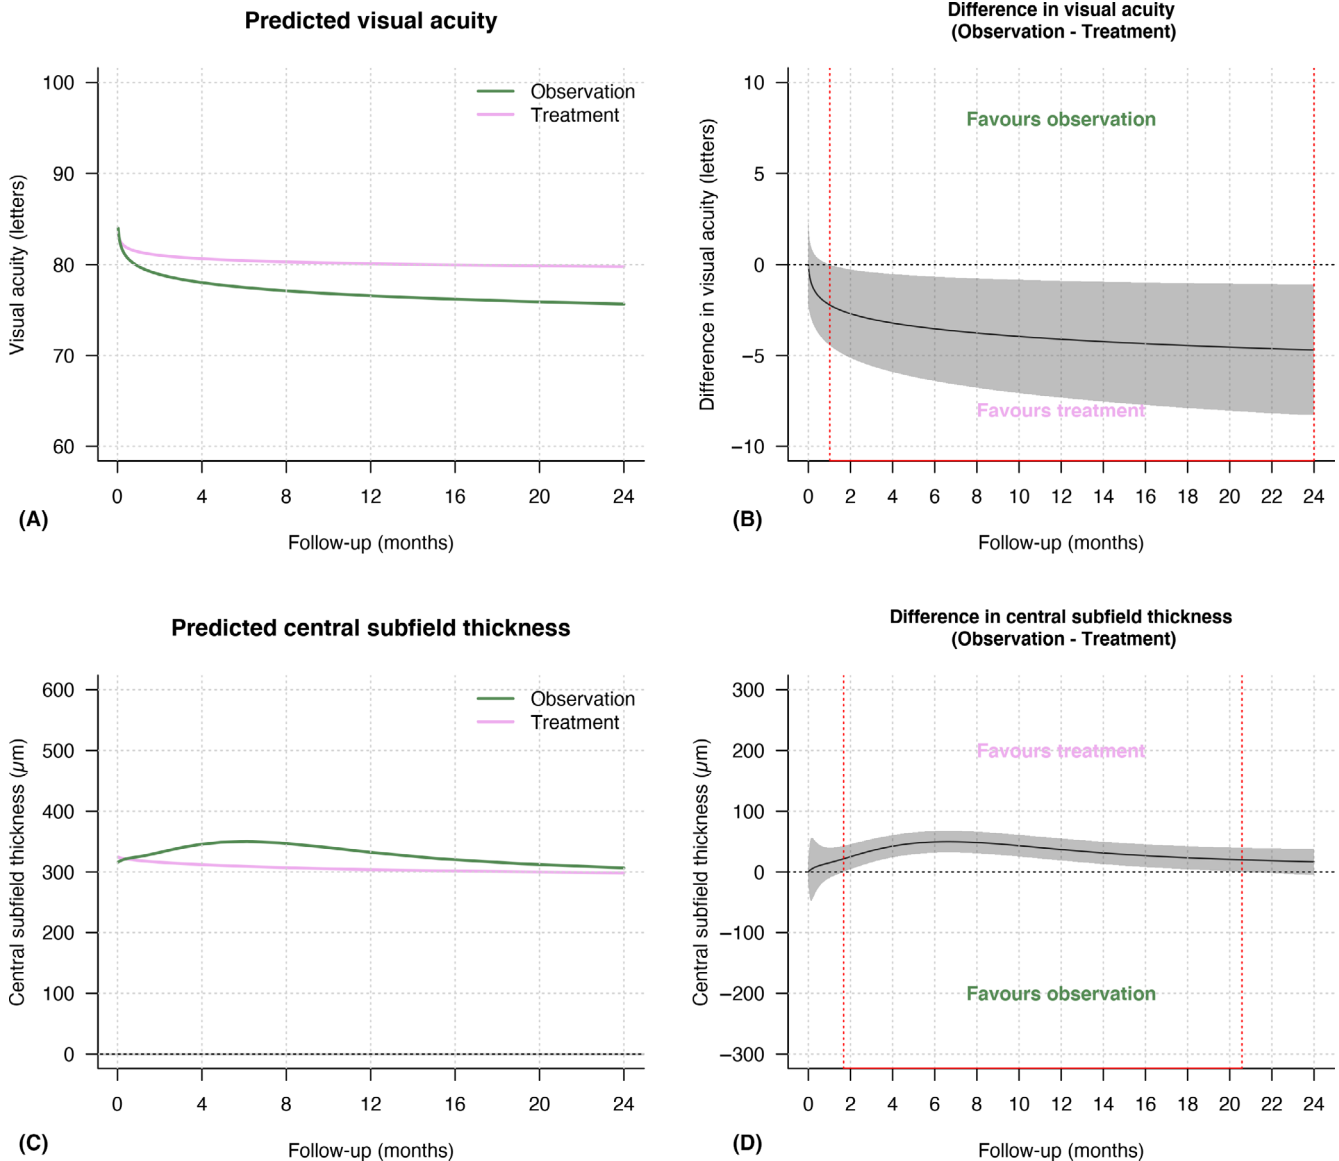 Predicted visual acuity
100
90
80
70
60
Visual acuity (letters)
Observation
Treatment
0 4 8 12 16 20 24
Follow-up (months)
(A)
Difference in visual acuity
(Observation - Treatment)
10
5
0
−5
−10
Difference in visual acuity (letters)
Favours observation
Favours treatment
0 2 4 6 8 10 12 14 16 18 20 22 24
Follow-up (months)
(B)
Predicted central subfield thickness
600
500
400
300
200
100
0
Central subfield thickness (µm)
Observation
Treatment
0 4 8 12 16 20 24
Follow-up (months)
(C)
Difference in central subfield thickness
(Observation - Treatment)
300
200
100
0
−100
−200
−300
Central subfield thickness (µm)
Favours treatment
Favours observation
0 2 4 6 8 10 12 14 16 18 20 22 24
Follow-up (months)
(D)